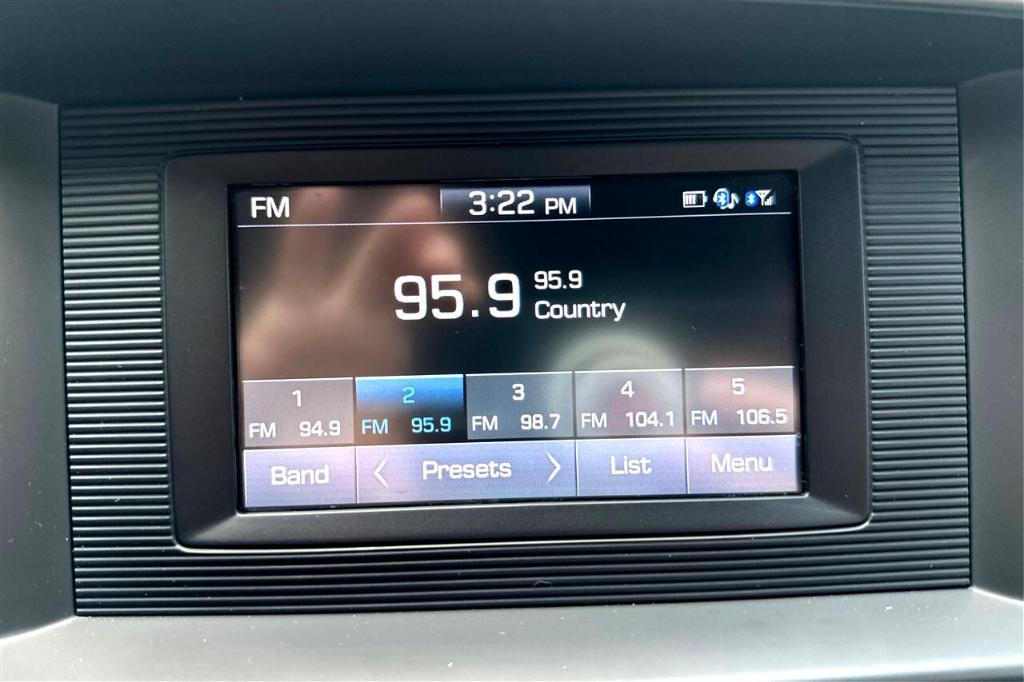 FM 3:22 PM
95.9 95.9
Country
1 2 3 4 5
FM 94.9 FM 95.9 FM 98.7 FM 104.1 FM 106.5
Band < Presets > List Menu